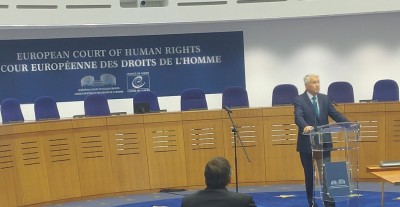 EUROPEAN COURT OF HUMAN RIGHTS
COUR EUROPÉENNE DES DROITS DE L'HOMME